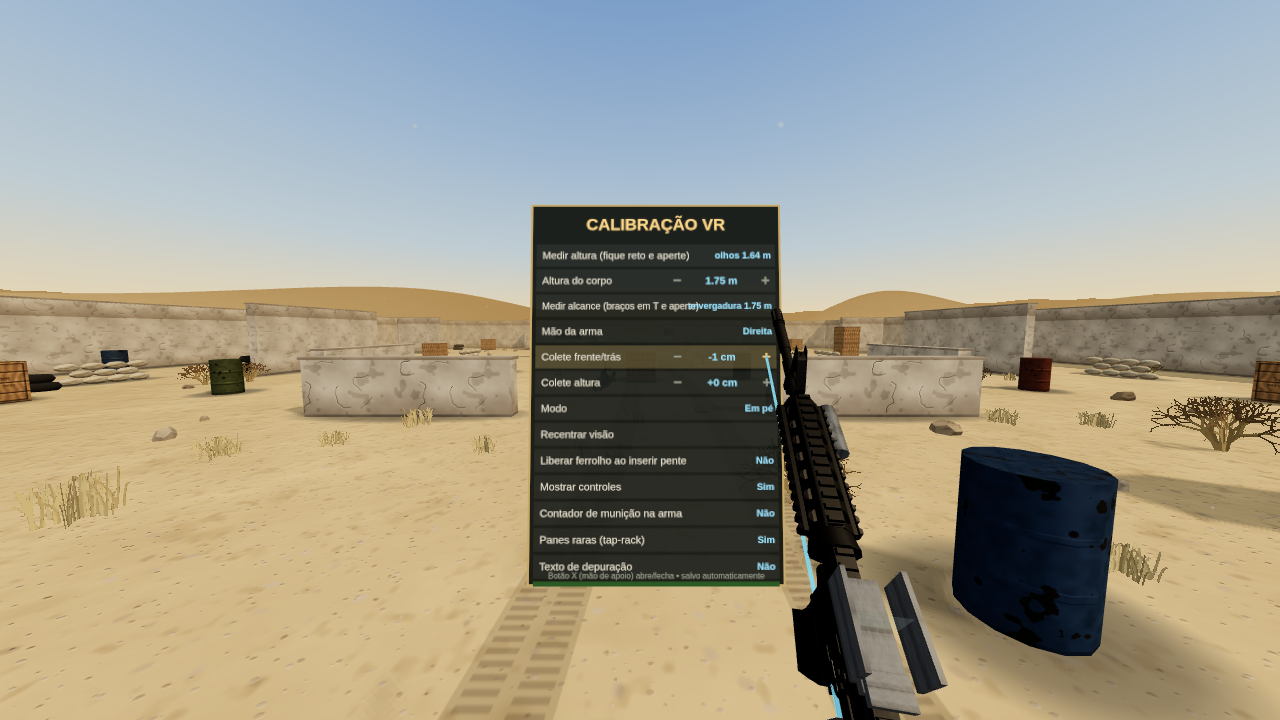 CALIBRAÇÃO VR
Medir altura (fique reto e aperte) olhos 1.64 m
Altura do corpo − 1.75 m +
Medir alcance (braços em T e aperte) envergadura 1.75 m
Mão da arma Direita
Colete frente/trás − -1 cm +
Colete altura − +0 cm +
Modo Em pé
Recentrar visão
Liberar ferrolho ao inserir pente Não
Mostrar controles Sim
Contador de munição na arma Não
Panes raras (tap-rack) Sim
Texto de depuração Não
Botão X (mão de apoio) abre/fecha • salvo automaticamente